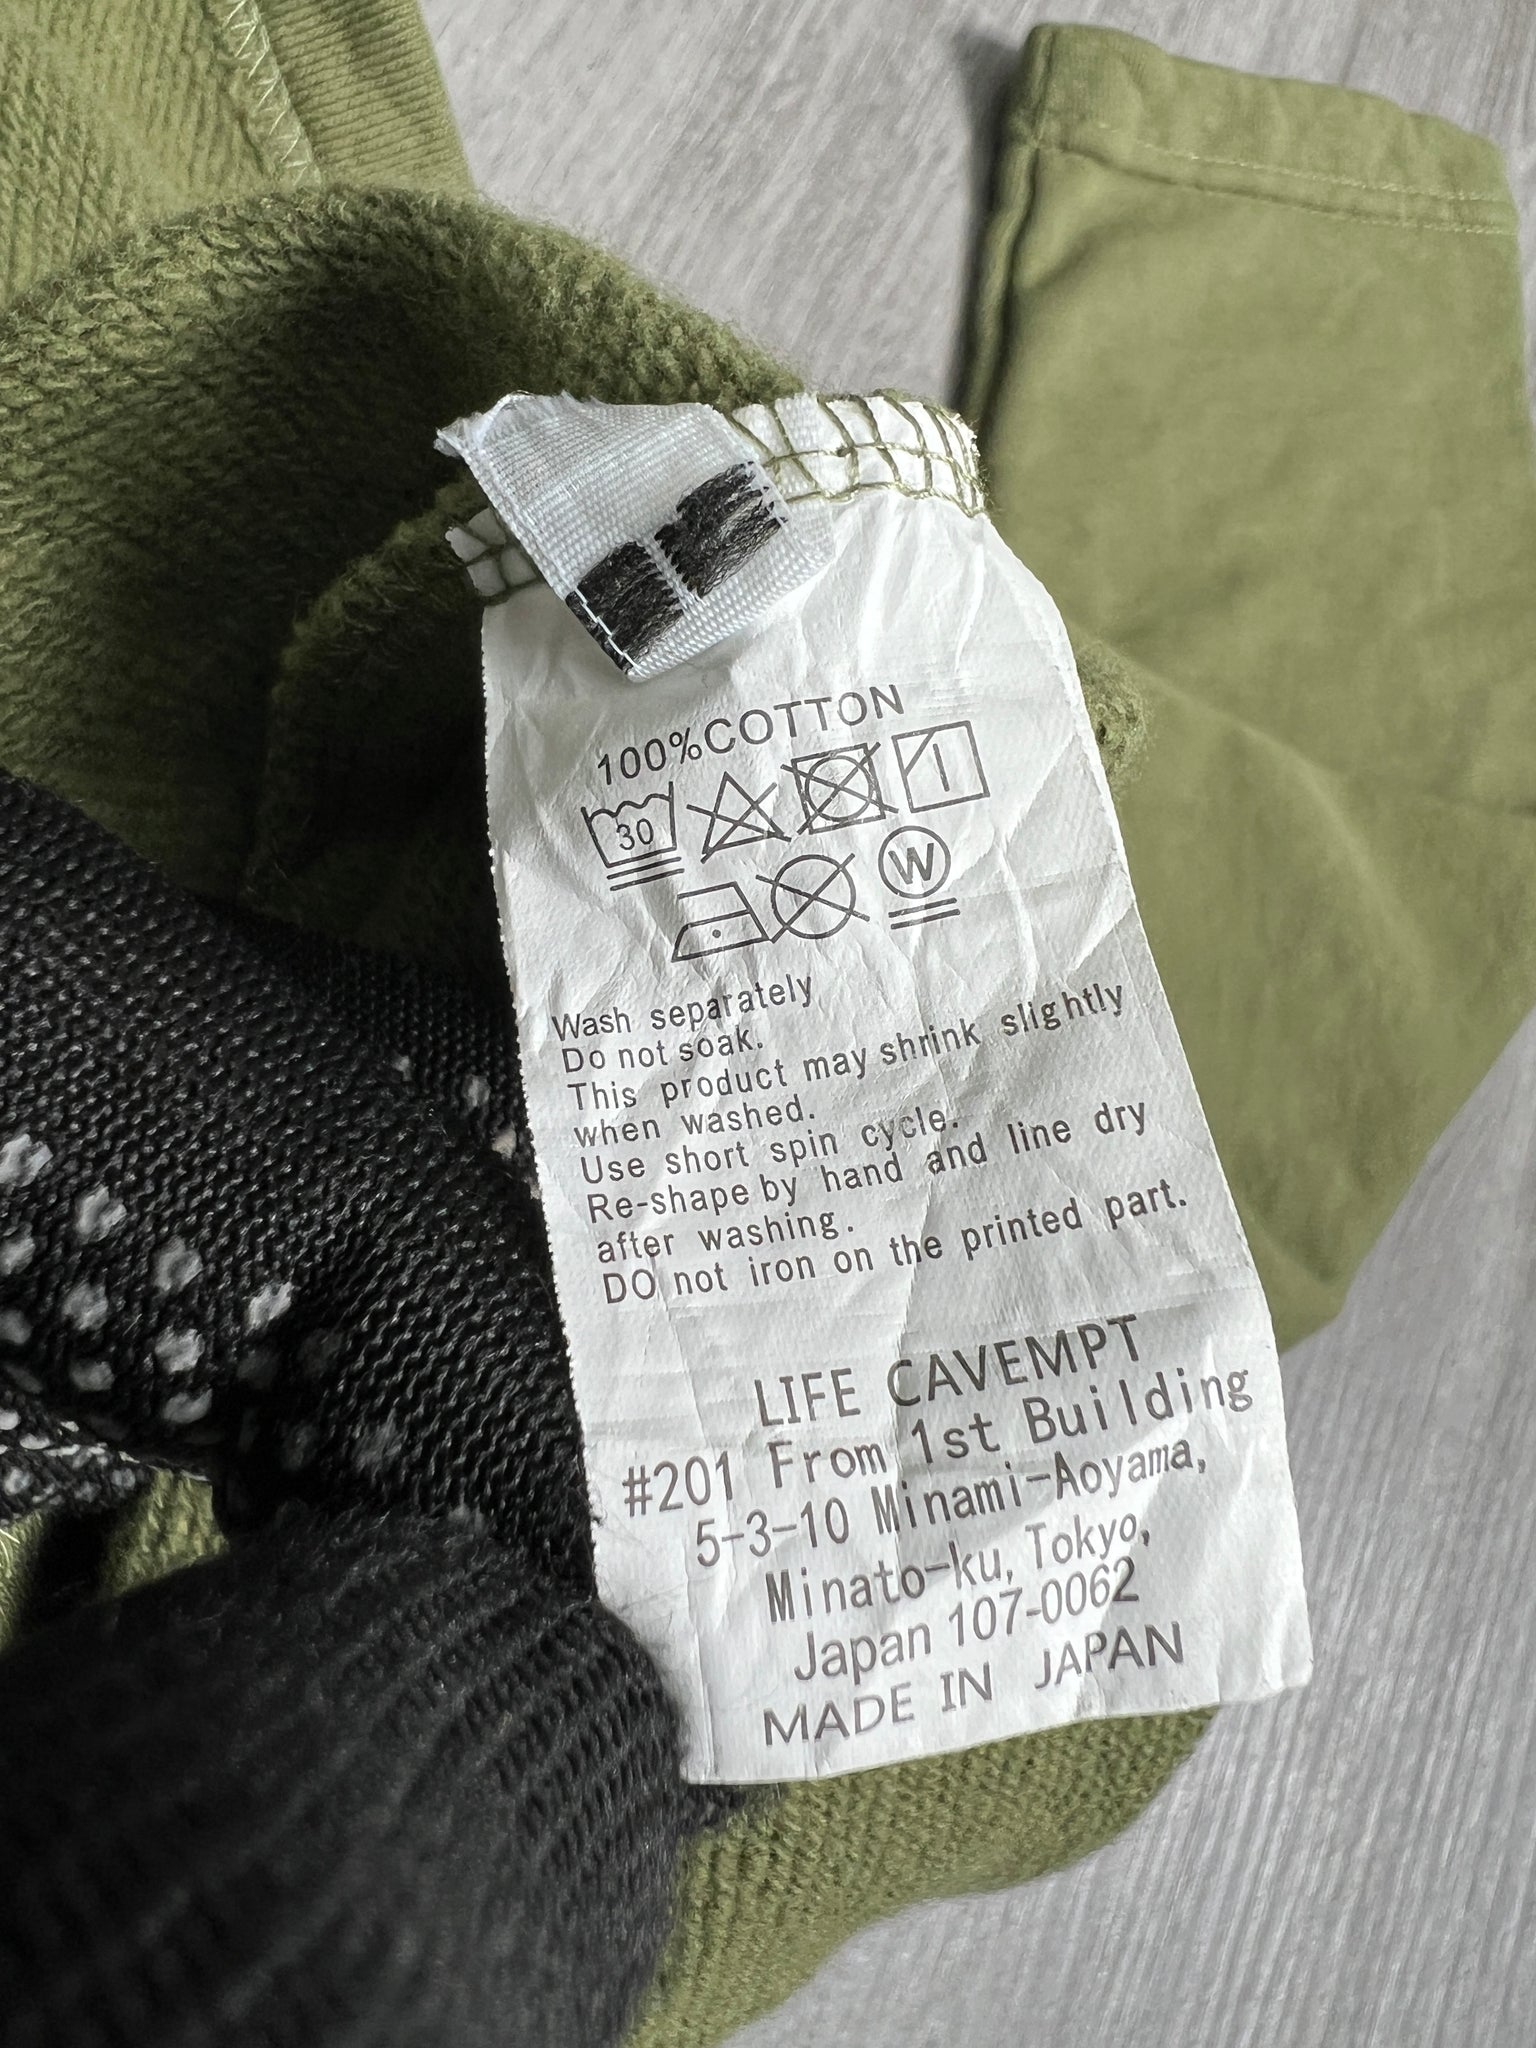 100%COTTON
30
W
Wash separately
Do not soak.
This product may shrink slightly
when washed.
Use short spin cycle.
Re-shape by hand and line dry
after washing.
DO not iron on the printed part.
LIFE CAVEMPT
#201 From 1st Building
5-3-10 Minami-Aoyama,
Minato-ku, Tokyo,
Japan 107-0062
MADE IN JAPAN